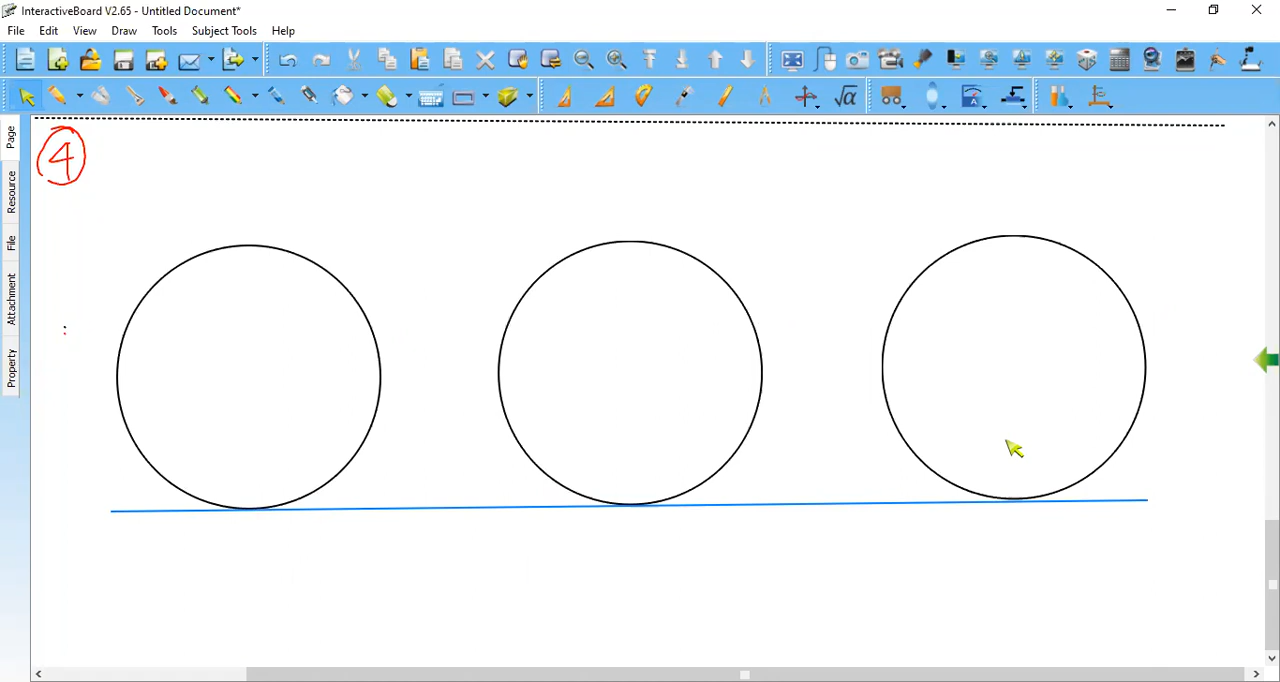 InteractiveBoard V2.65 - Untitled Document*
File Edit View Draw Tools Subject Tools Help
Page
Resource
File
Attachment
Property
4
: